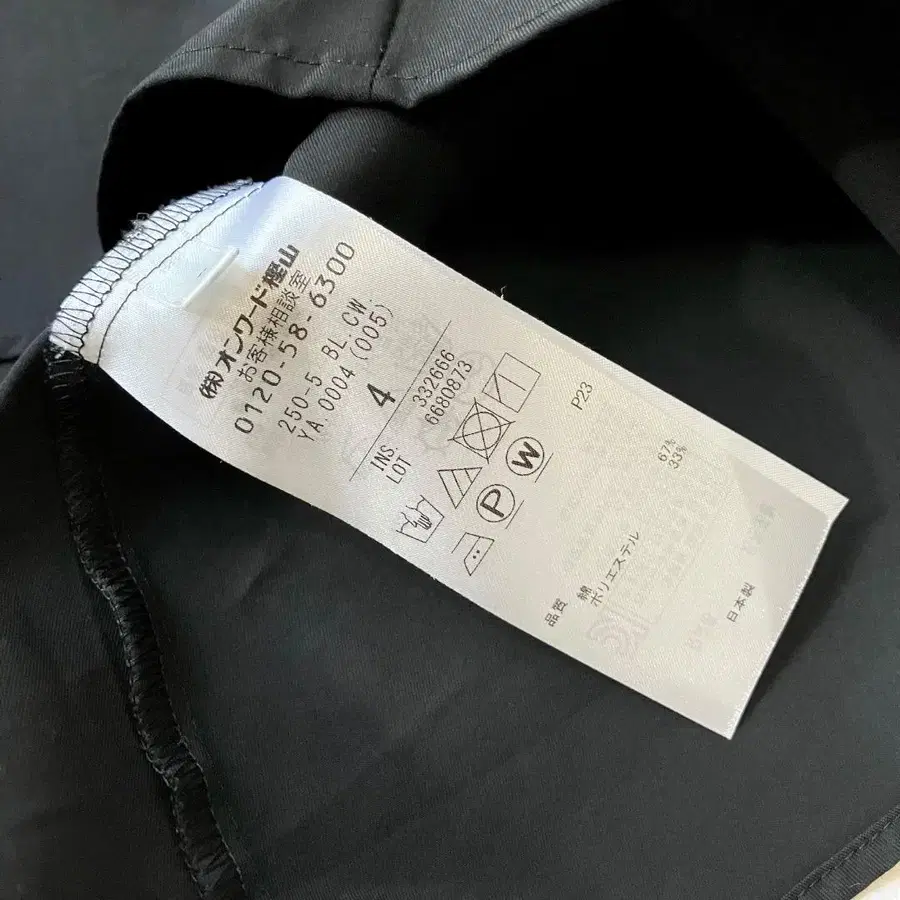 (株)オンワード樫山
お客様相談室
0120-58-6300
250-5 BL.CW.
YA.0004 (005)
4
INS 332666
LOT 6680873
P W
P23
品質 綿 67%
ポリエステル 33%
日本製